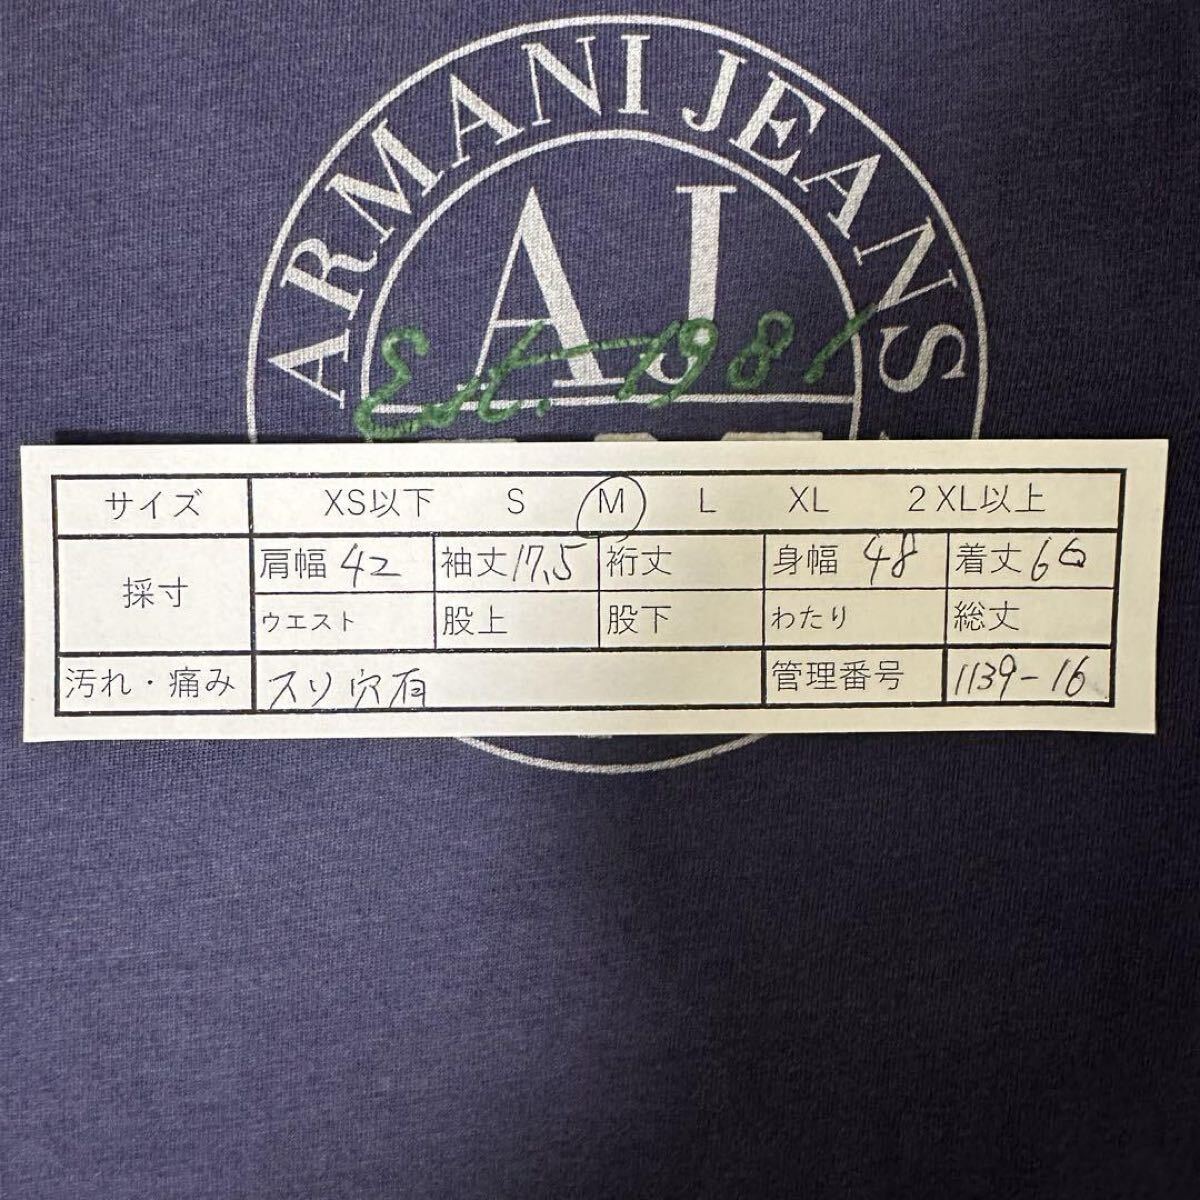 ARMANI JEANS
AJ
Est. 1981
サイズ XS以下 S M L XL 2XL以上
採寸 肩幅 42 袖丈 17.5 裄丈 身幅 48 着丈 66
ウエスト 股上 股下 わたり 総丈
汚れ・痛み スソ穴有 管理番号 1139-16